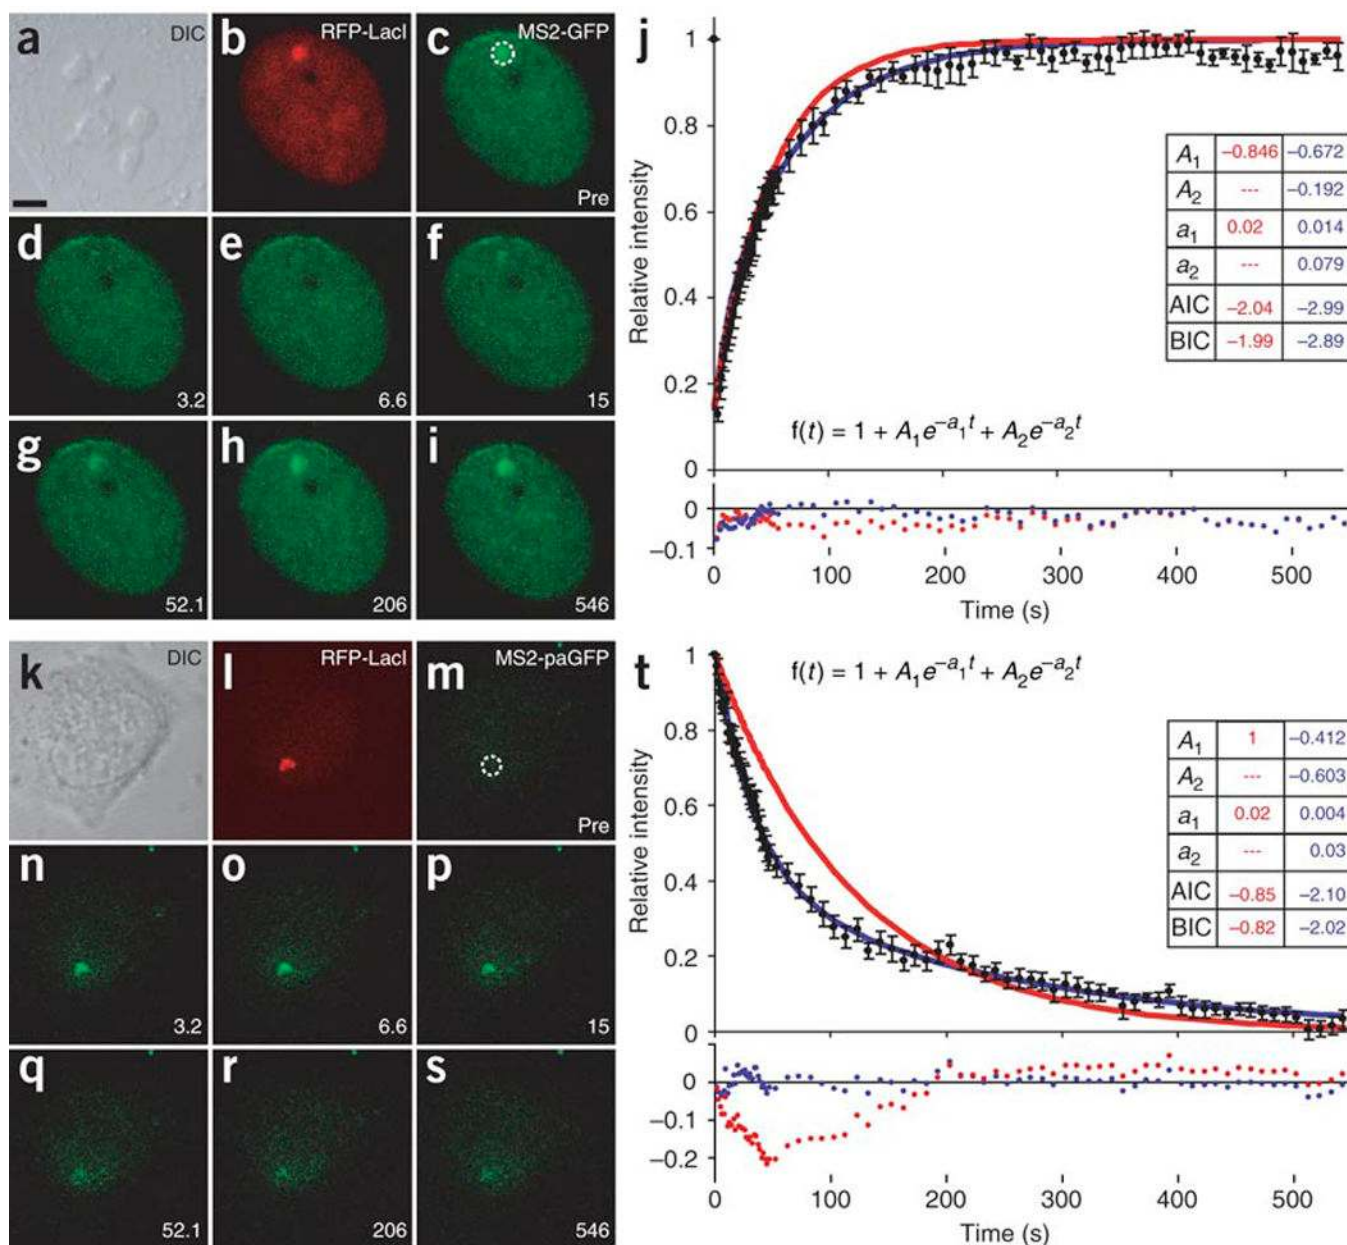 a DIC
b RFP-LacI
c MS2-GFP
Pre
d 3.2
e 6.6
f 15
g 52.1
h 206
i 546
j
Relative intensity
1
0.8
0.6
0.4
0.2
0
A1 −0.846 −0.672
A2 --- −0.192
a1 0.02 0.014
a2 --- 0.079
AIC −2.04 −2.99
BIC −1.99 −2.89
f(t) = 1 + A1e−a1t + A2e−a2t
0
−0.1
0 100 200 300 400 500
Time (s)
k DIC
l RFP-LacI
m MS2-paGFP
Pre
n 3.2
o 6.6
p 15
q 52.1
r 206
s 546
t
f(t) = 1 + A1e−a1t + A2e−a2t
Relative intensity
1
0.8
0.6
0.4
0.2
0
A1 1 −0.412
A2 --- −0.603
a1 0.02 0.004
a2 --- 0.03
AIC −0.85 −2.10
BIC −0.82 −2.02
0
−0.1
−0.2
0 100 200 300 400 500
Time (s)